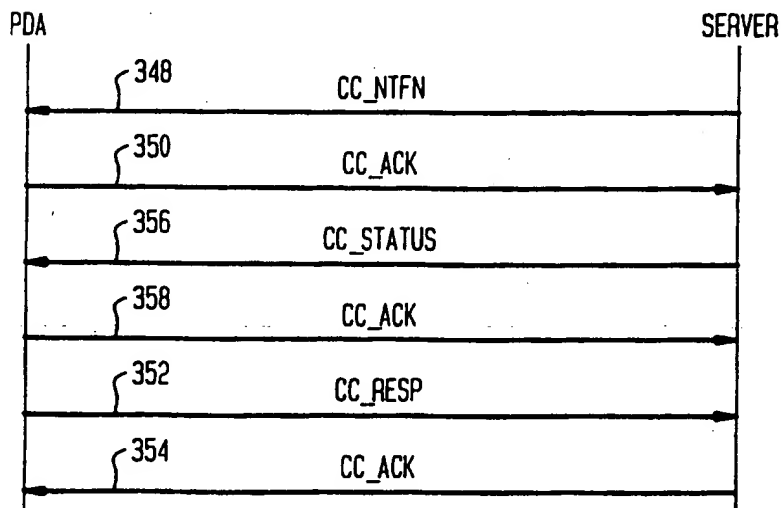 PDA
SERVER
348
CC_NTFN
350
CC_ACK
356
CC_STATUS
358
CC_ACK
352
CC_RESP
354
CC_ACK